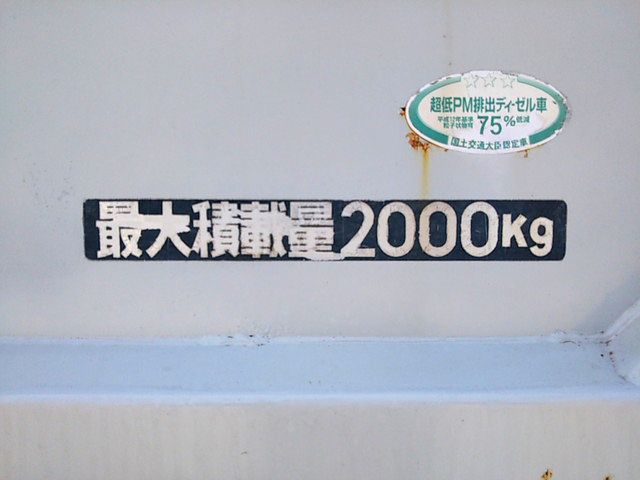 ☆☆☆
超低PM排出ディーゼル車
平成12年基準
粒子状物質
75%低減
国土交通大臣認定車
最大積載量2000Kg